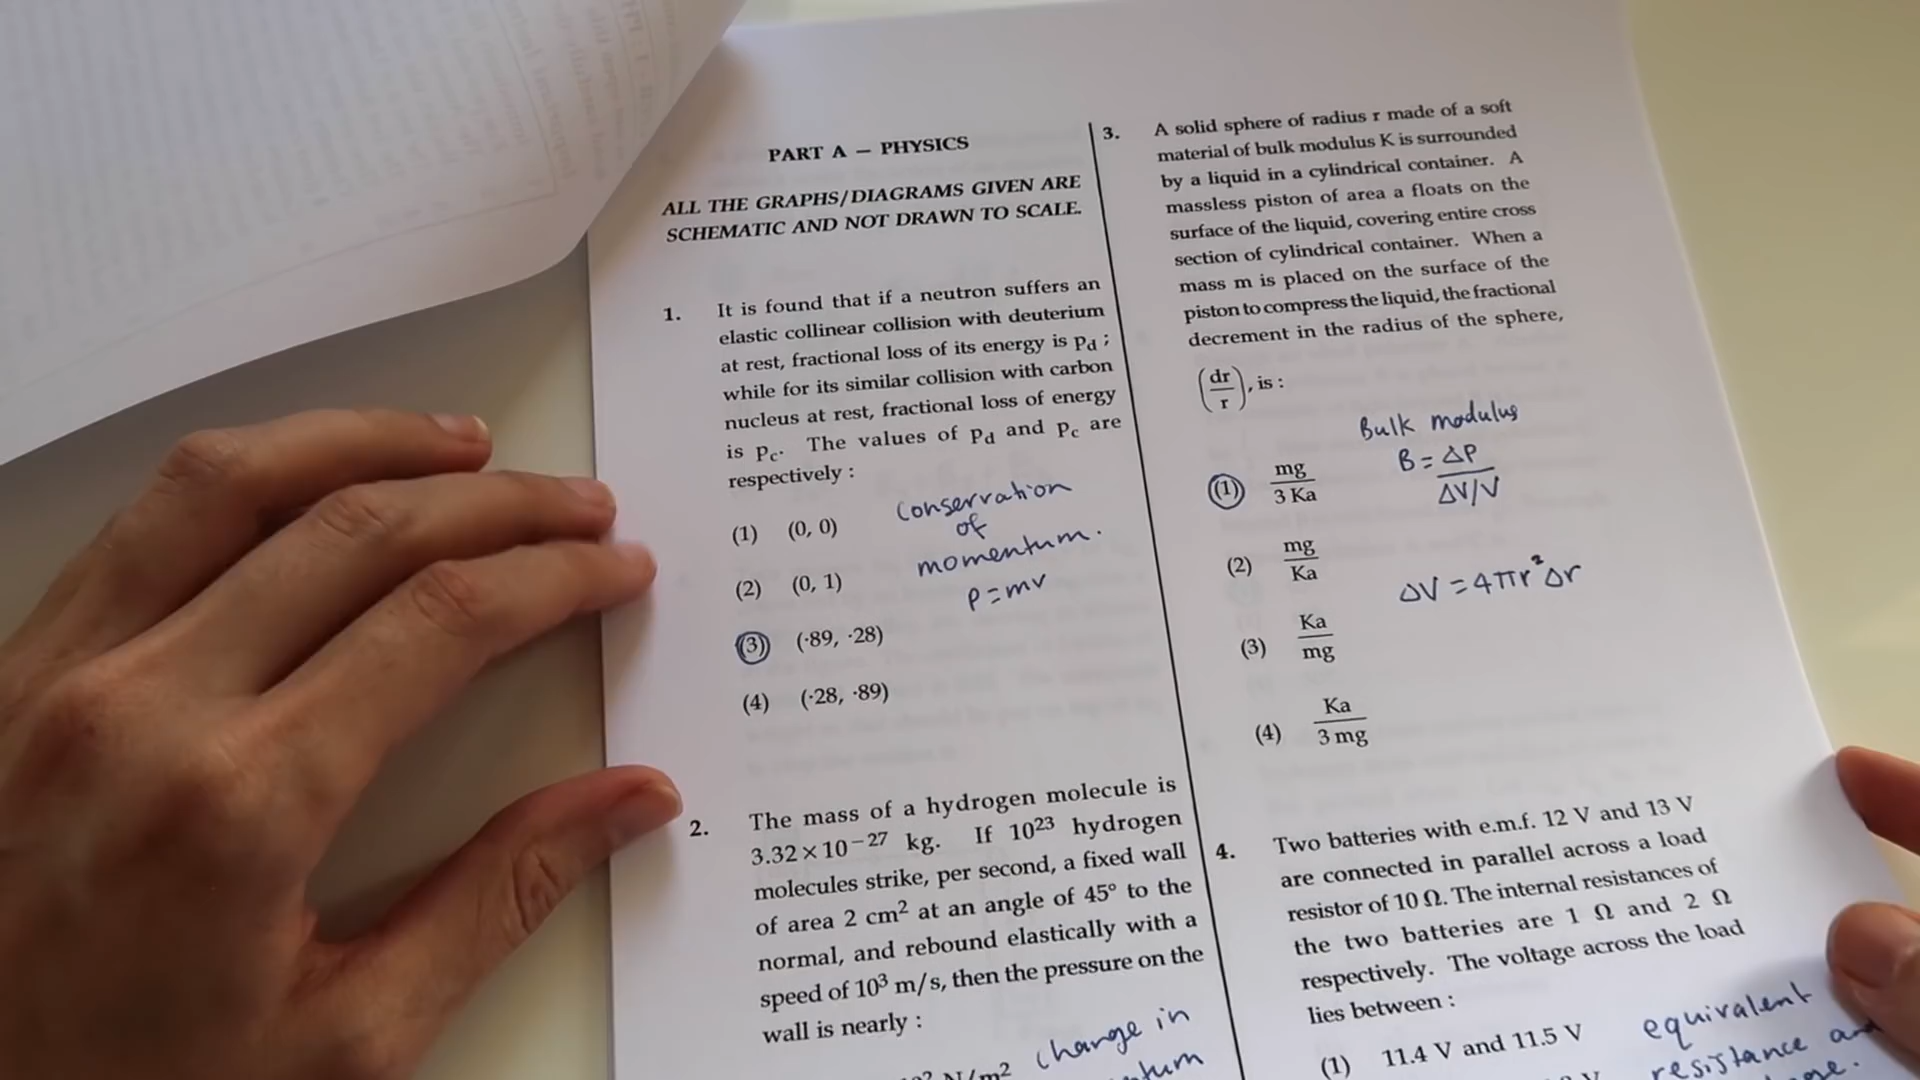 PART A — PHYSICS
ALL THE GRAPHS/DIAGRAMS GIVEN ARE
SCHEMATIC AND NOT DRAWN TO SCALE.
1. It is found that if a neutron suffers an
elastic collinear collision with deuterium
at rest, fractional loss of its energy is pd ;
while for its similar collision with carbon
nucleus at rest, fractional loss of energy
is pc. The values of pd and pc are
respectively :
(1) (0, 0)
(2) (0, 1)
(3) (·89, ·28)
(4) (·28, ·89)
conservation
of
momentum.
P=mv
2. The mass of a hydrogen molecule is
3.32×10⁻²⁷ kg. If 10²³ hydrogen
molecules strike, per second, a fixed wall
of area 2 cm² at an angle of 45° to the
normal, and rebound elastically with a
speed of 10³ m/s, then the pressure on the
wall is nearly :
N/m²
change in
3. A solid sphere of radius r made of a soft
material of bulk modulus K is surrounded
by a liquid in a cylindrical container. A
massless piston of area a floats on the
surface of the liquid, covering entire cross
section of cylindrical container. When a
mass m is placed on the surface of the
piston to compress the liquid, the fractional
decrement in the radius of the sphere,
(dr/r), is :
(1) mg/3 Ka
(2) mg/Ka
(3) Ka/mg
(4) Ka/3 mg
Bulk modulus
B = ΔP
ΔV/V
ΔV = 4πr²Δr
4. Two batteries with e.m.f. 12 V and 13 V
are connected in parallel across a load
resistor of 10 Ω. The internal resistances of
the two batteries are 1 Ω and 2 Ω
respectively. The voltage across the load
lies between :
(1) 11.4 V and 11.5 V
equivalent
resistance